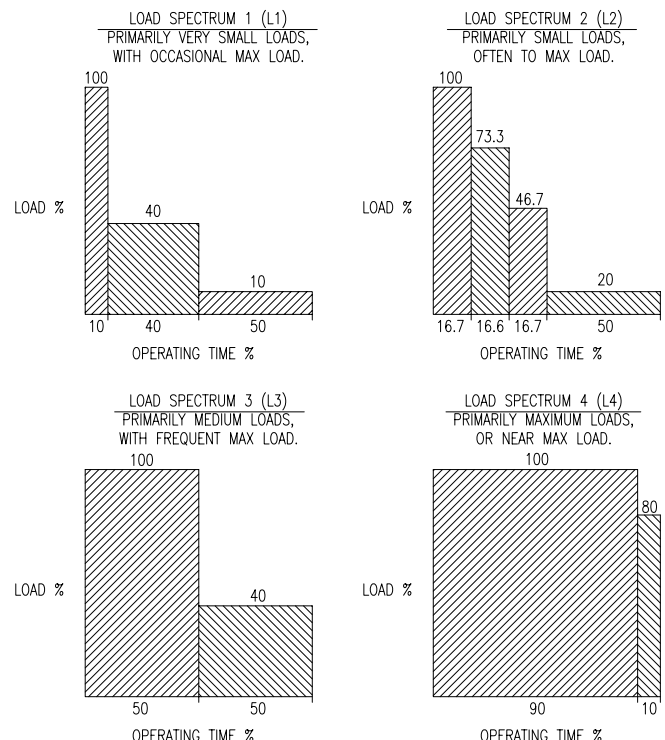 LOAD SPECTRUM 1 (L1)
PRIMARILY VERY SMALL LOADS,
WITH OCCASIONAL MAX LOAD.
100
40
10
LOAD %
10 40 50
OPERATING TIME %
LOAD SPECTRUM 2 (L2)
PRIMARILY SMALL LOADS,
OFTEN TO MAX LOAD.
100
73.3
46.7
20
LOAD %
16.7 16.6 16.7 50
OPERATING TIME %
LOAD SPECTRUM 3 (L3)
PRIMARILY MEDIUM LOADS,
WITH FREQUENT MAX LOAD.
100
40
LOAD %
50 50
OPERATING TIME %
LOAD SPECTRUM 4 (L4)
PRIMARILY MAXIMUM LOADS,
OR NEAR MAX LOAD.
100
80
LOAD %
90 10
OPERATING TIME %